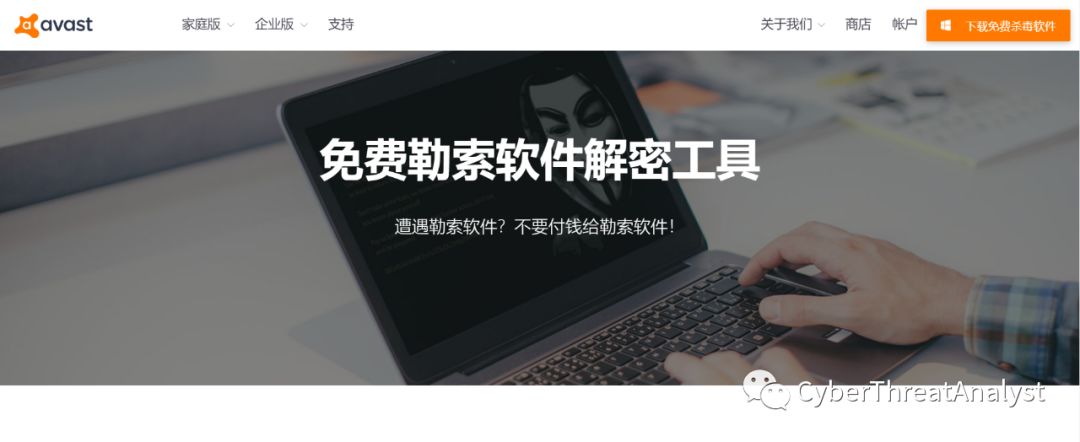 avast
家庭版
企业版
支持
关于我们
商店
帐户
下载免费杀毒软件
免费勒索软件解密工具
遭遇勒索软件？不要付钱给勒索软件！
CyberThreatAnalyst